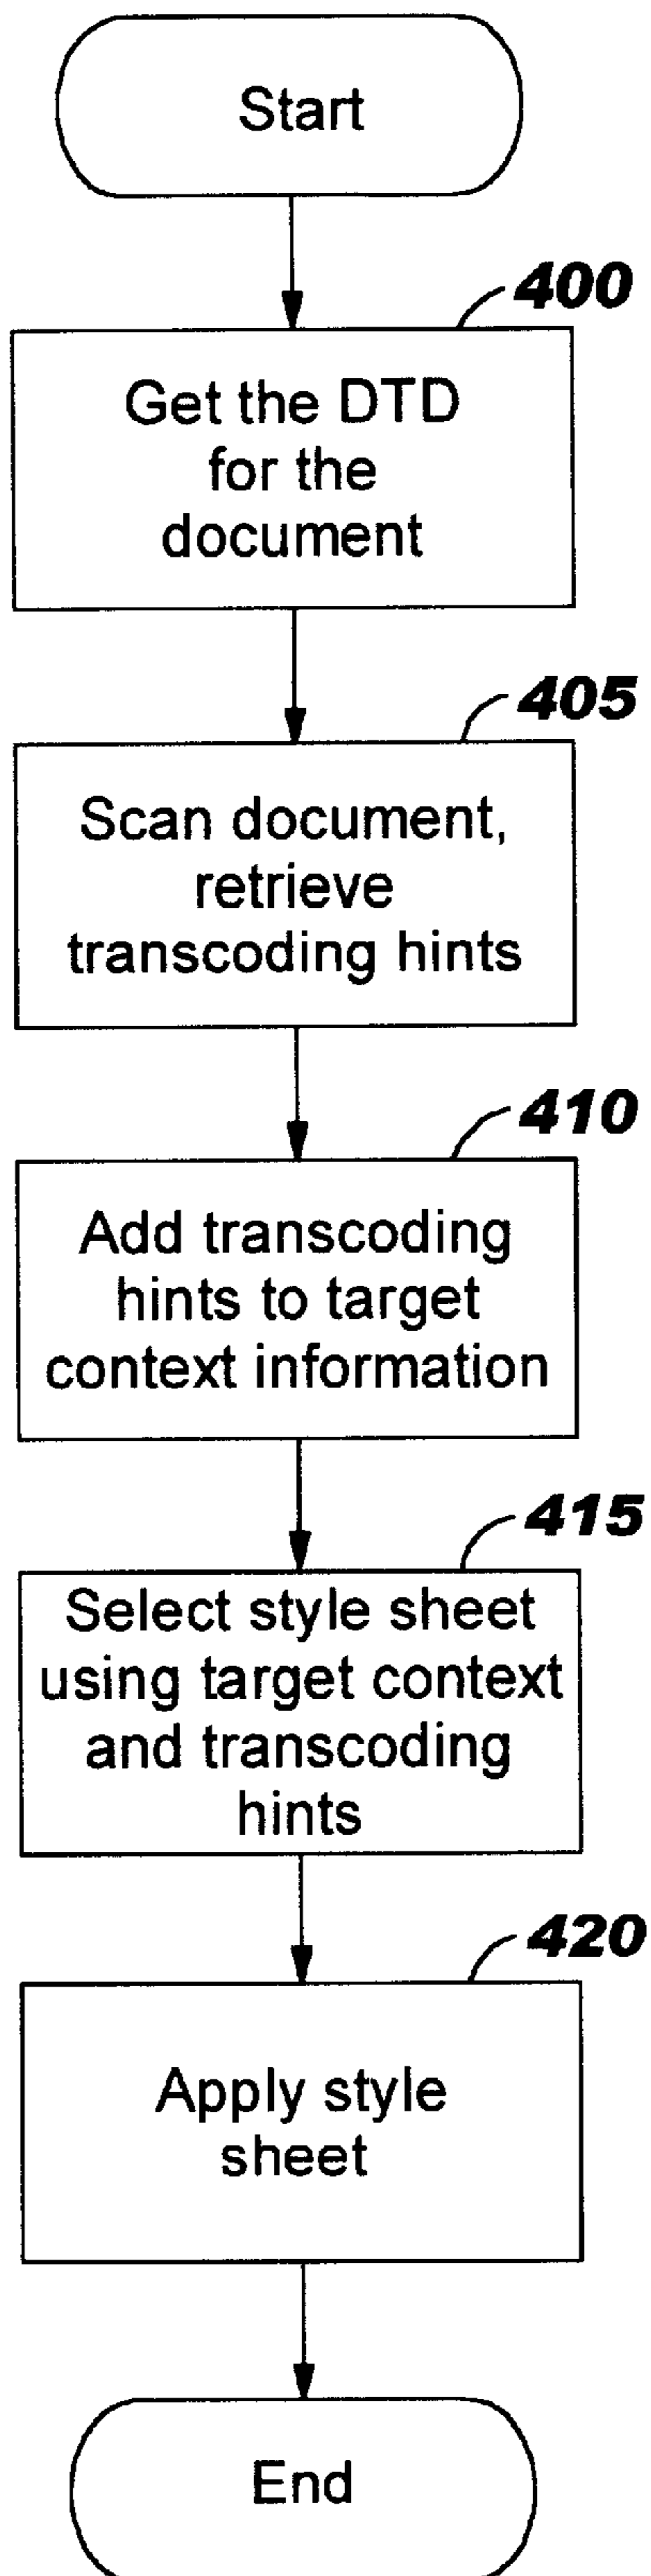 Start
400
Get the DTD
for the
document
405
Scan document,
retrieve
transcoding hints
410
Add transcoding
hints to target
context information
415
Select style sheet
using target context
and transcoding
hints
420
Apply style
sheet
End